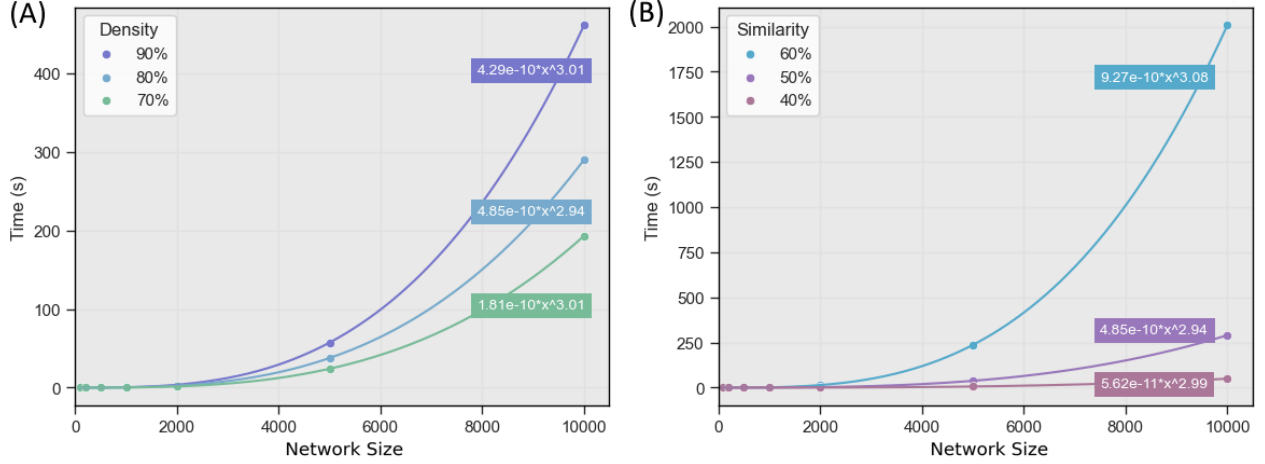 (A)
Density
90%
80%
70%
4.29e-10*x^3.01
4.85e-10*x^2.94
1.81e-10*x^3.01
400
300
200
100
0
Time (s)
0 2000 4000 6000 8000 10000
Network Size
(B)
Similarity
60%
50%
40%
9.27e-10*x^3.08
4.85e-10*x^2.94
5.62e-11*x^2.99
2000
1750
1500
1250
1000
750
500
250
0
Time (s)
0 2000 4000 6000 8000 10000
Network Size